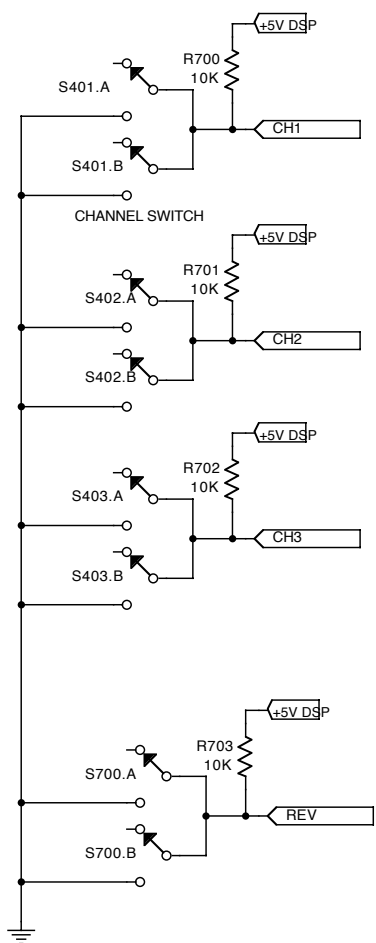 +5V DSP
R700
10K
S401.A
CH1
S401.B
CHANNEL SWITCH
+5V DSP
R701
10K
S402.A
CH2
S402.B
+5V DSP
R702
10K
S403.A
CH3
S403.B
+5V DSP
R703
10K
S700.A
REV
S700.B